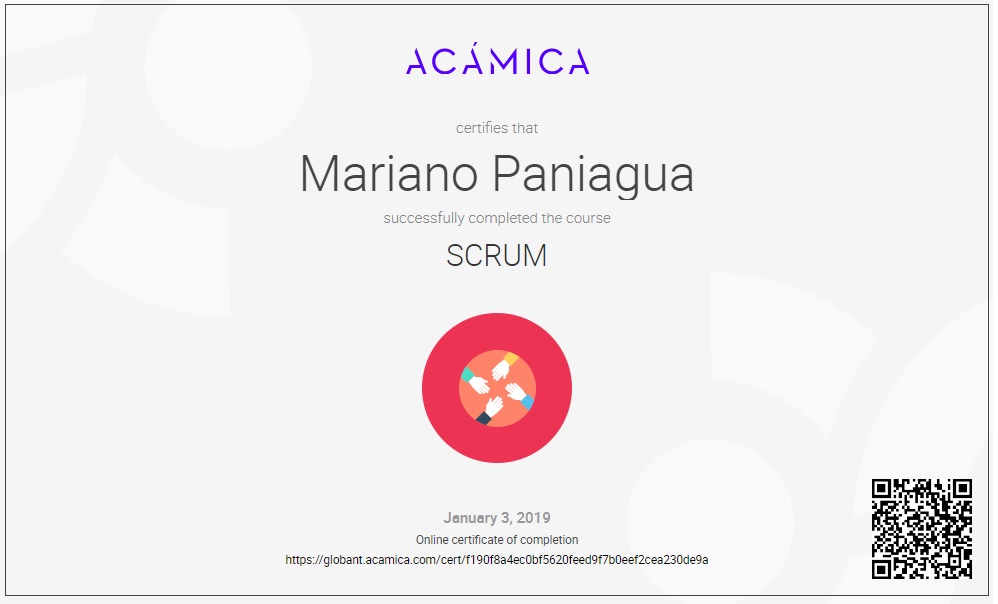 ACÁMICA
certifies that
Mariano Paniagua
successfully completed the course
SCRUM
January 3, 2019
Online certificate of completion
https://globant.acamica.com/cert/f190f8a4ec0bf5620feed9f7b0eef2cea230de9a